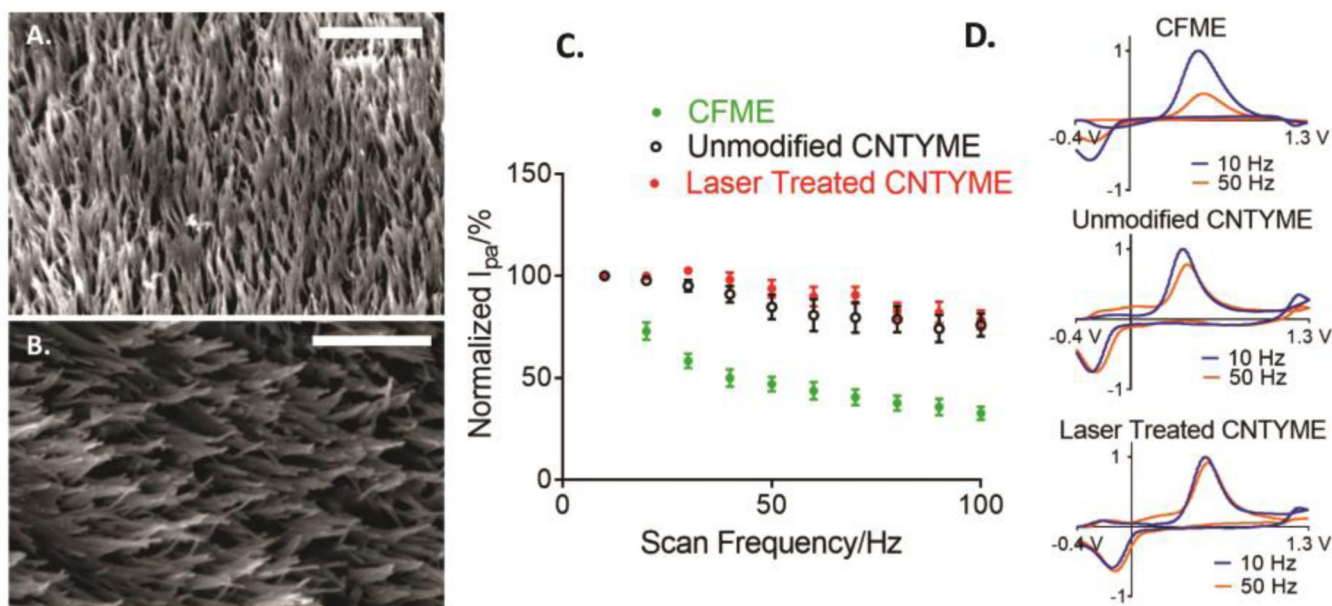 A.
B.
C.
CFME
Unmodified CNTYME
Laser Treated CNTYME
150
100
50
0
Normalized Ipa/%
0
50
100
Scan Frequency/Hz
D.
CFME
1
-0.4 V
1.3 V
10 Hz
50 Hz
-1
Unmodified CNTYME
1
-0.4 V
1.3 V
10 Hz
50 Hz
-1
Laser Treated CNTYME
1
-0.4 V
1.3 V
10 Hz
50 Hz
-1